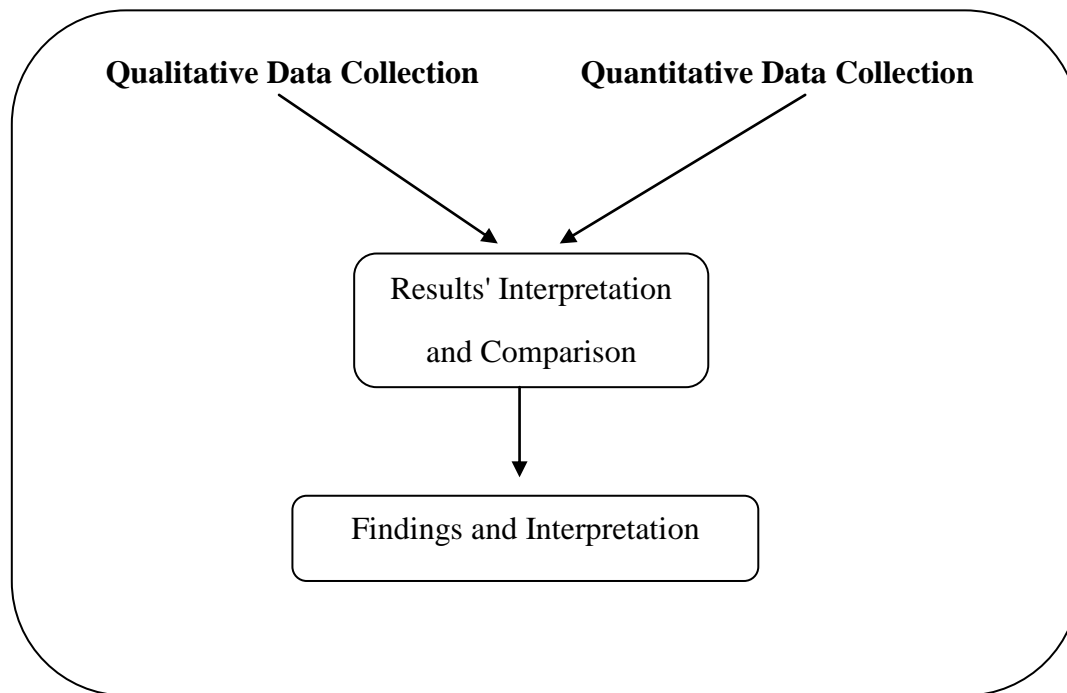 Qualitative Data Collection
Quantitative Data Collection
Results' Interpretation
and Comparison
Findings and Interpretation